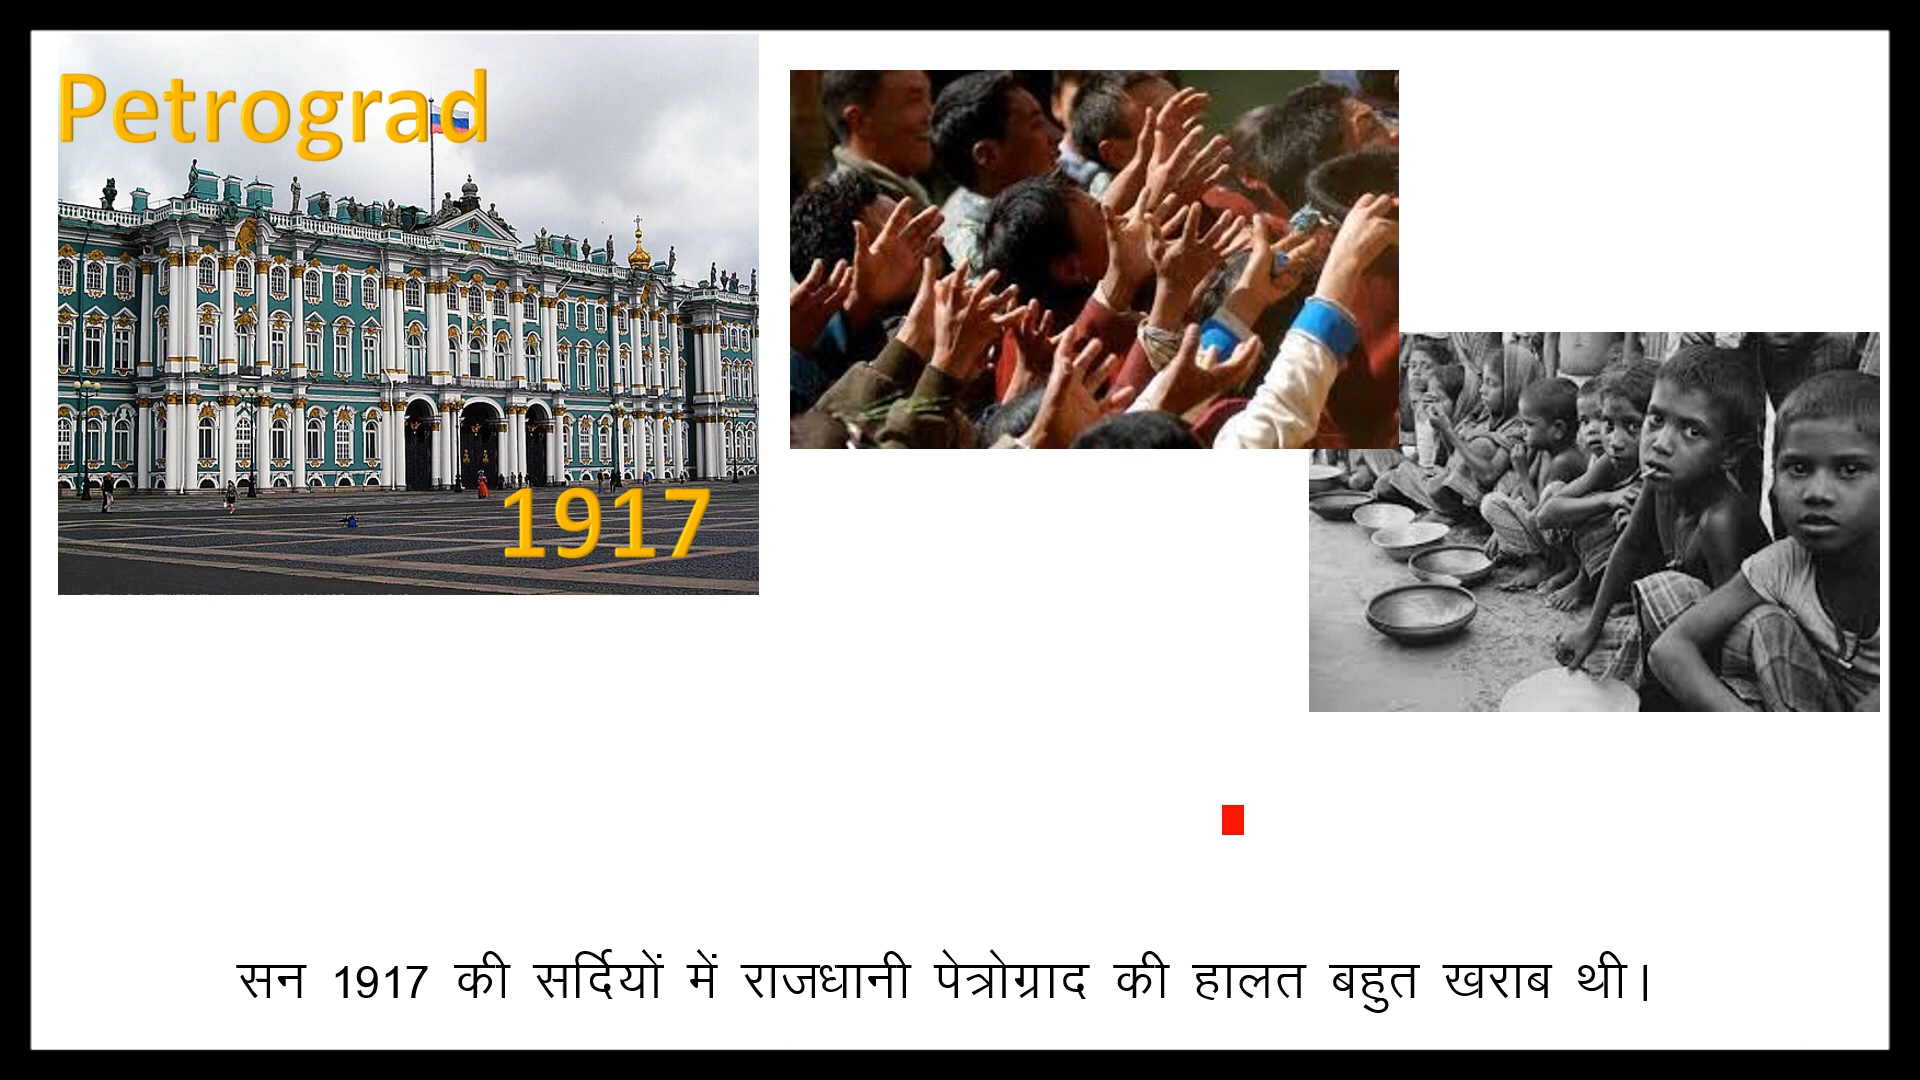 Petrograd
1917
सन 1917 की सर्दियों में राजधानी पेत्रोग्राद की हालत बहुत खराब थी।